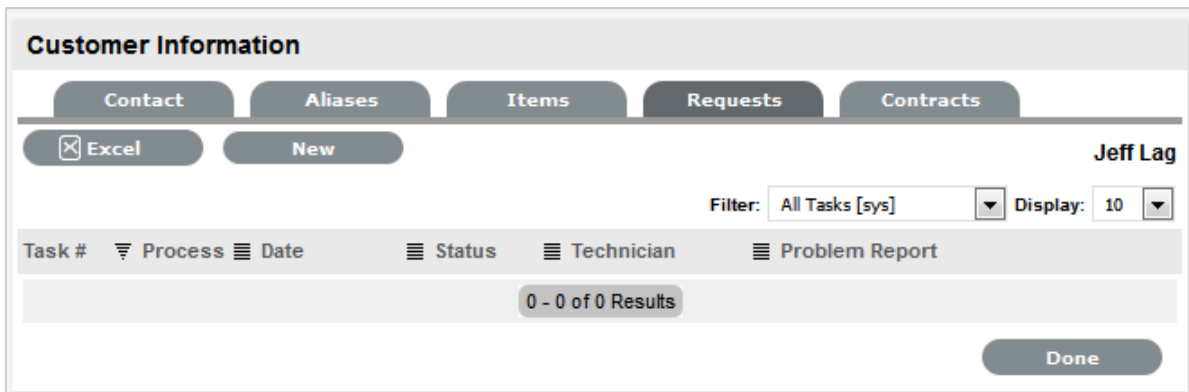 Customer Information
Contact Aliases Items Requests Contracts
Excel New
Jeff Lag
Filter: All Tasks [sys] Display: 10
Task # Process Date Status Technician Problem Report
0 - 0 of 0 Results
Done